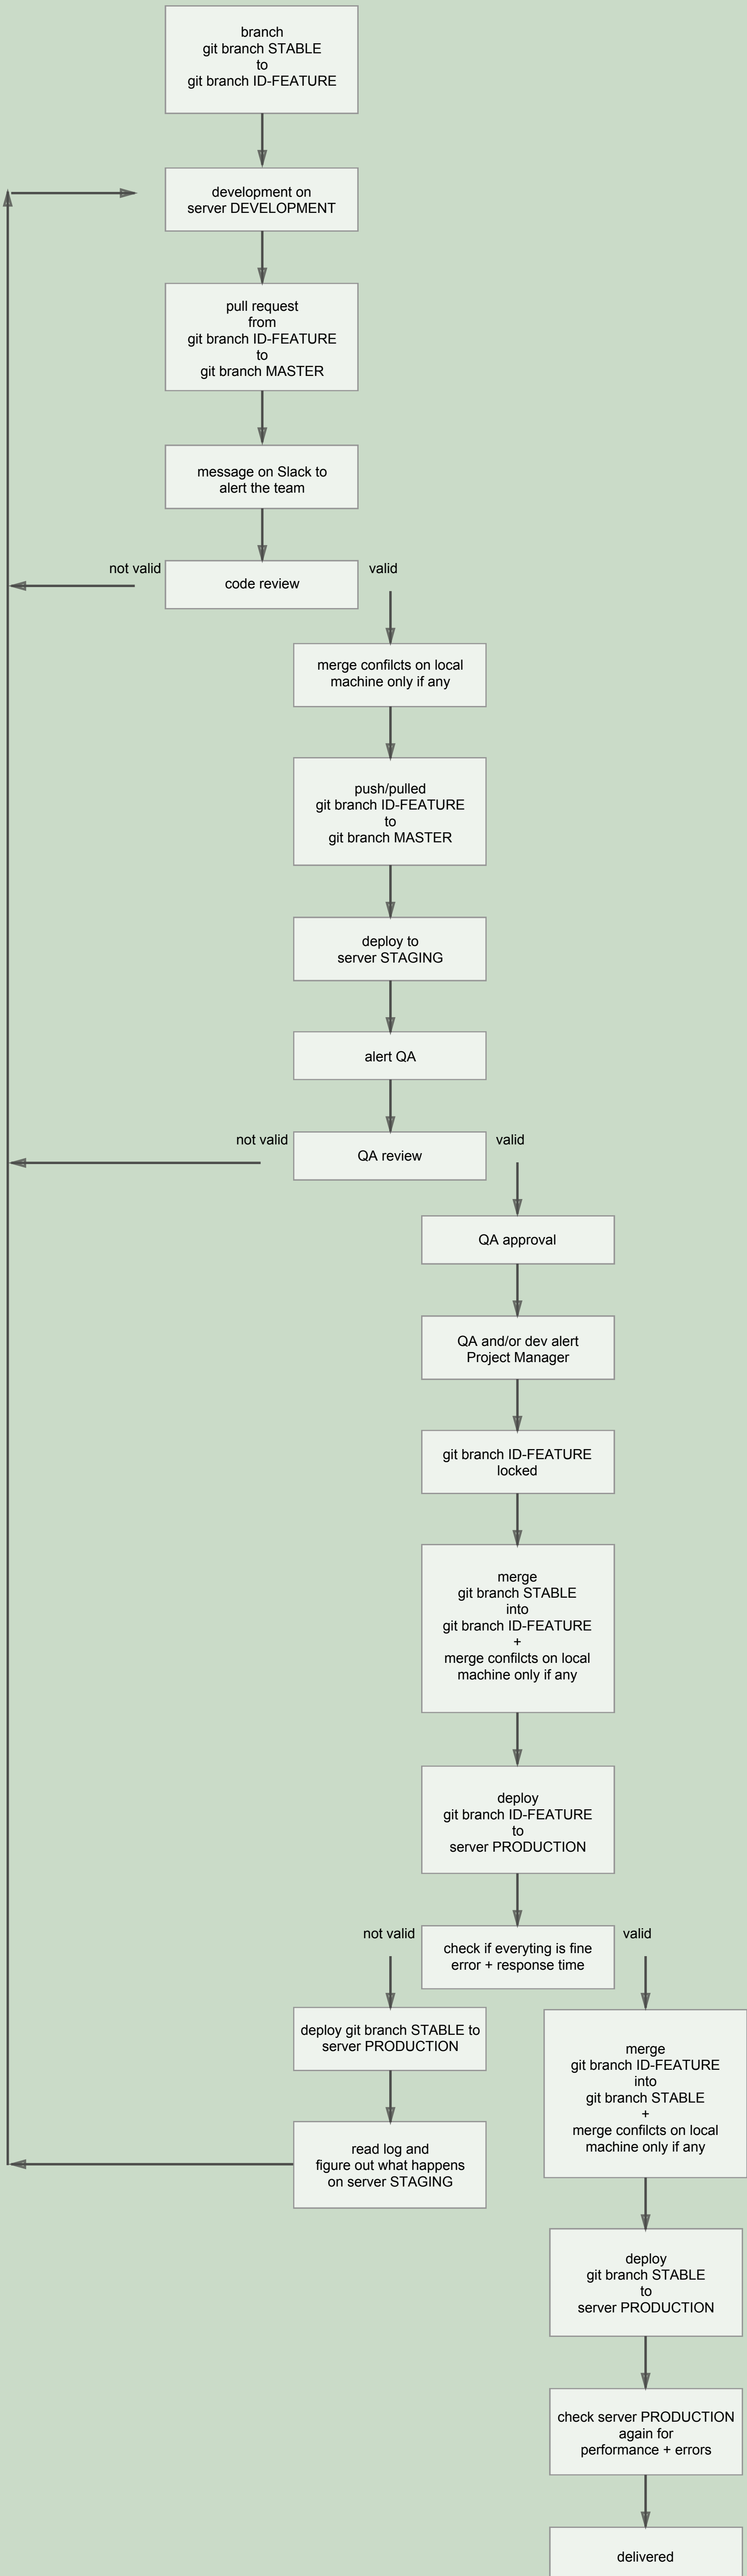 branch
git branch STABLE
to
git branch ID-FEATURE
development on
server DEVELOPMENT
pull request
from
git branch ID-FEATURE
to
git branch MASTER
message on Slack to
alert the team
not valid
code review
valid
merge confilcts on local
machine only if any
push/pulled
git branch ID-FEATURE
to
git branch MASTER
deploy to
server STAGING
alert QA
not valid
QA review
valid
QA approval
QA and/or dev alert
Project Manager
git branch ID-FEATURE
locked
merge
git branch STABLE
into
git branch ID-FEATURE
+
merge confilcts on local
machine only if any
deploy
git branch ID-FEATURE
to
server PRODUCTION
not valid
check if everyting is fine
error + response time
valid
deploy git branch STABLE to
server PRODUCTION
read log and
figure out what happens
on server STAGING
merge
git branch ID-FEATURE
into
git branch STABLE
+
merge confilcts on local
machine only if any
deploy
git branch STABLE
to
server PRODUCTION
check server PRODUCTION
again for
performance + errors
delivered